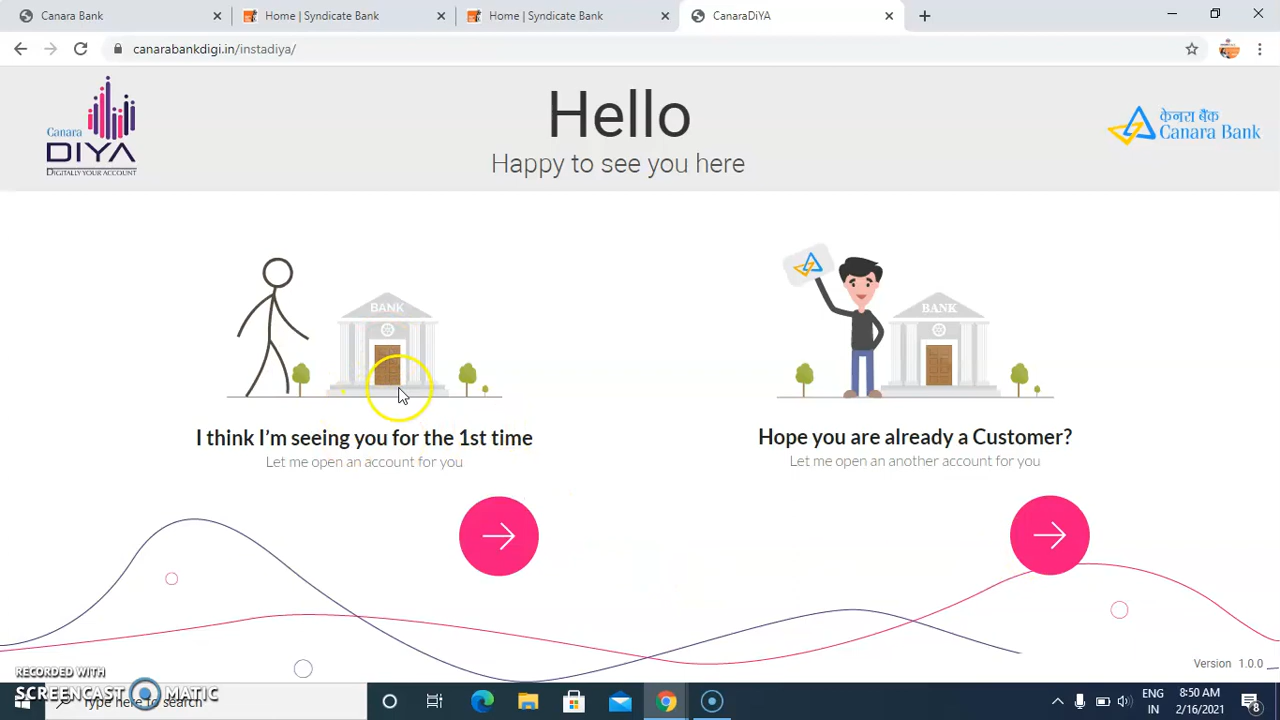 Canara Bank
Home | Syndicate Bank
Home | Syndicate Bank
CanaraDiYA
canarabankdigi.in/instadiya/
Canara
DIYA
DIGITALLY YOUR ACCOUNT
Hello
Happy to see you here
केनरा बैंक
Canara Bank
BANK
BANK
I think I'm seeing you for the 1st time
Let me open an account for you
Hope you are already a Customer?
Let me open an another account for you
Version 1.0.0
RECORDED WITH
SCREENCAST MATIC
Type here to search
ENG
IN
8:50 AM
2/16/2021
8